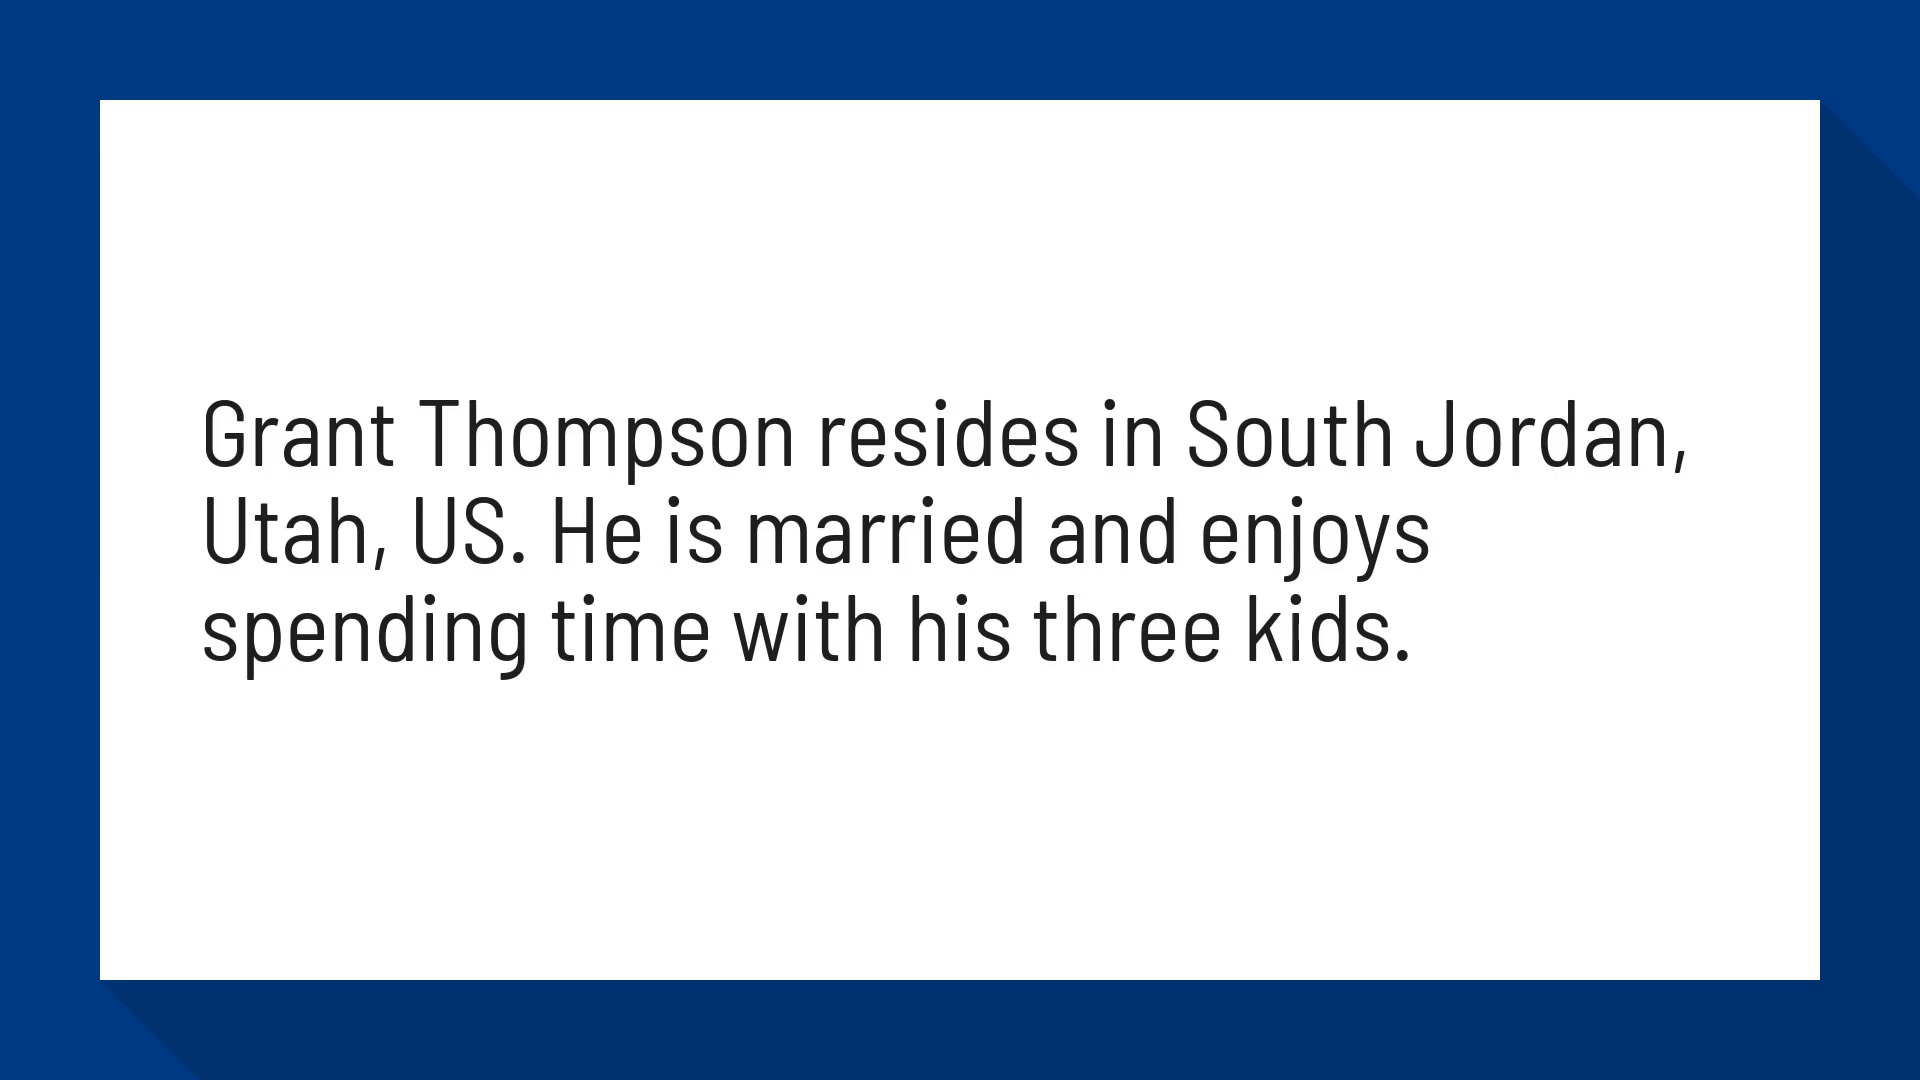 Grant Thompson resides in South Jordan,
Utah, US. He is married and enjoys
spending time with his three kids.